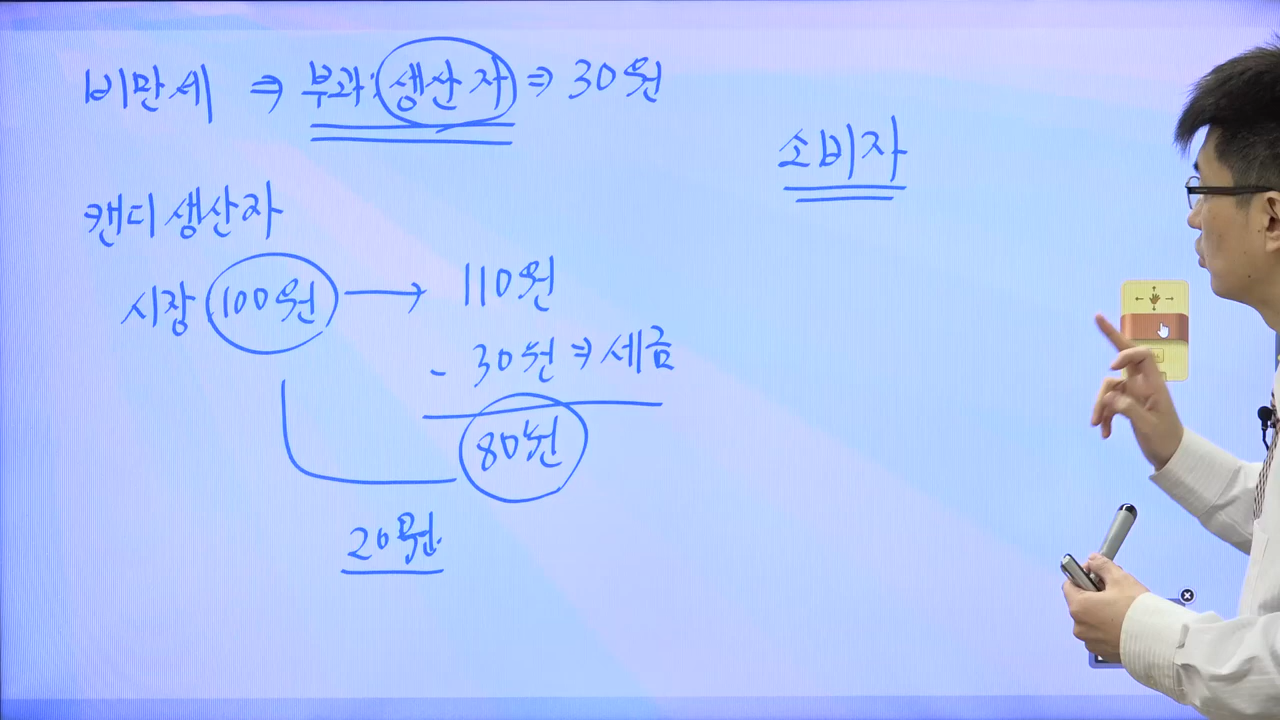 비만세 ⇒ 부과: 생산자 ⇒ 30원
소비자
캔디 생산자
시장 100원 → 110원
- 30원 ⇒ 세금
80원
20원